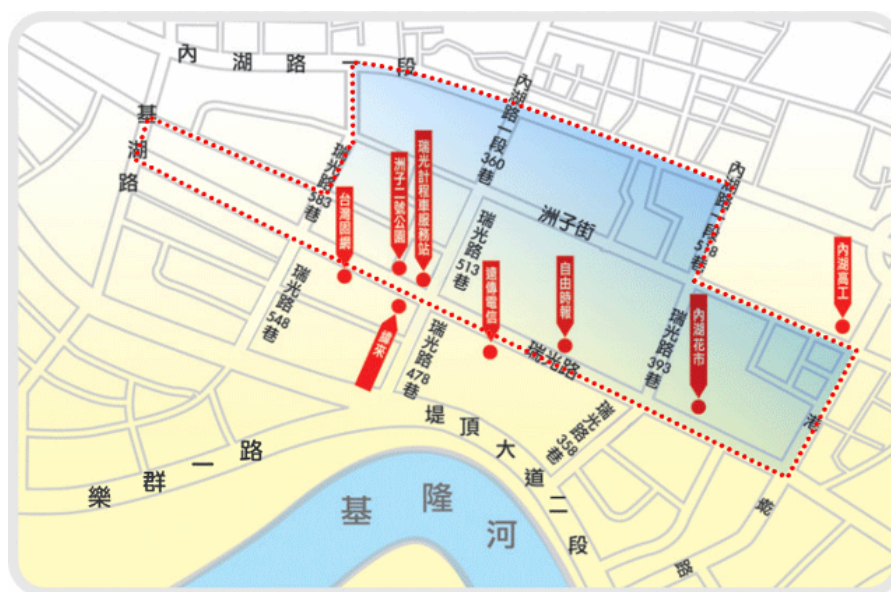 內湖路一段
基湖路
內湖路一段360巷
內湖路一段518巷
瑞光路583巷
台灣固網
洲子二號公園
瑞光計程車服務站
洲子街
瑞光路513巷
遠傳電信
自由時報
內湖高工
內湖花市
瑞光路393巷
瑞光路548巷
緯來
瑞光路478巷
瑞光路
瑞光路358巷
港墘路
堤頂大道二段
樂群一路
基隆河